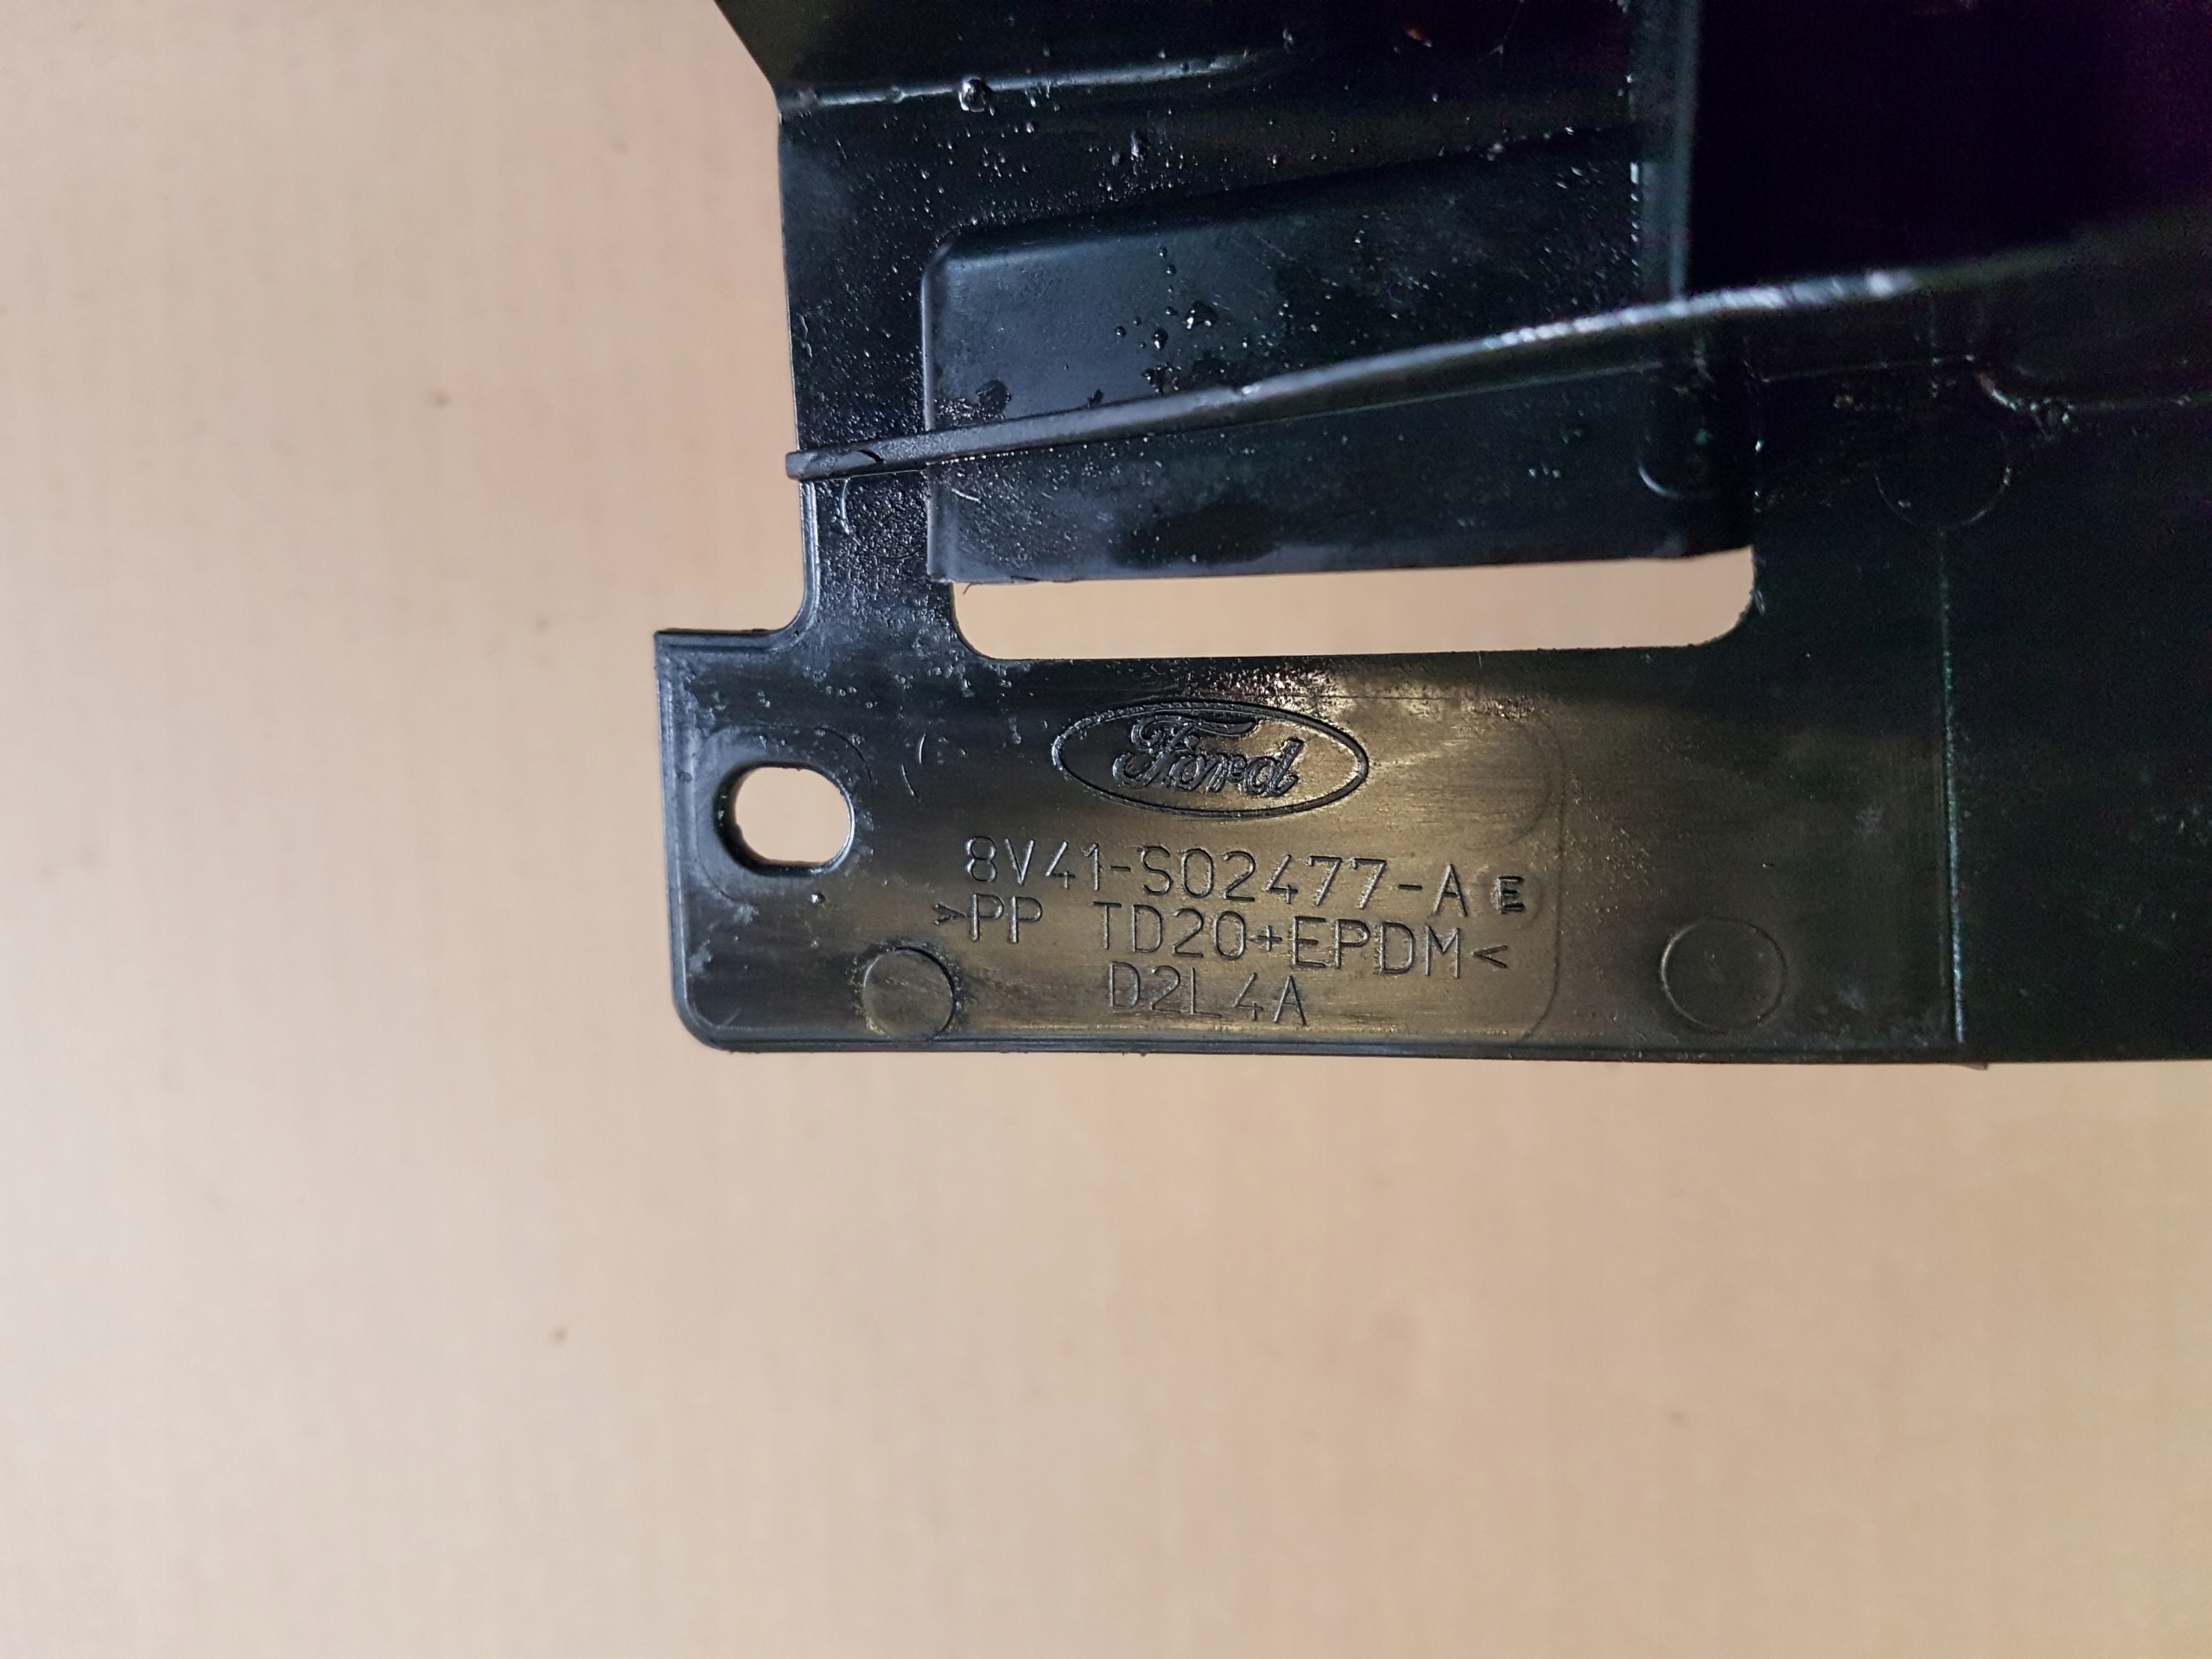 Ford
8V41-S02477-A E
>PP TD20+EPDM<
D2L4A